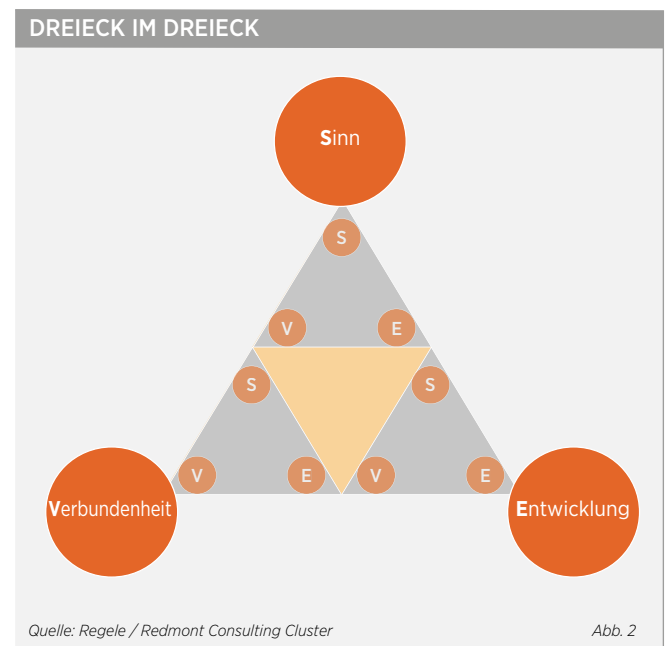 DREIECK IM DREIECK
Sinn
S
V E
S S
V E V E
Verbundenheit Entwicklung
Quelle: Regele / Redmont Consulting Cluster Abb. 2